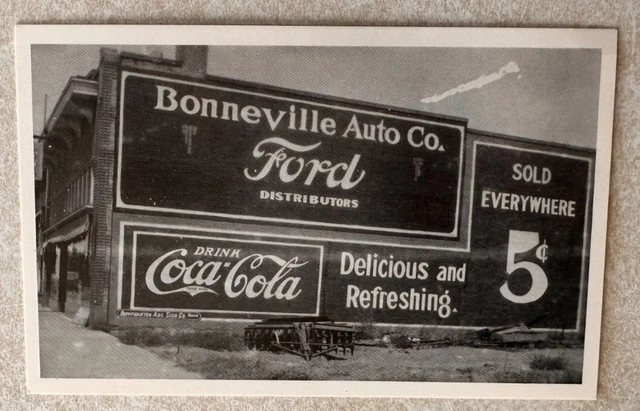 Bonneville Auto Co.
Ford
DISTRIBUTORS
SOLD
EVERYWHERE
5¢
DRINK
Coca-Cola
Delicious and
Refreshing.